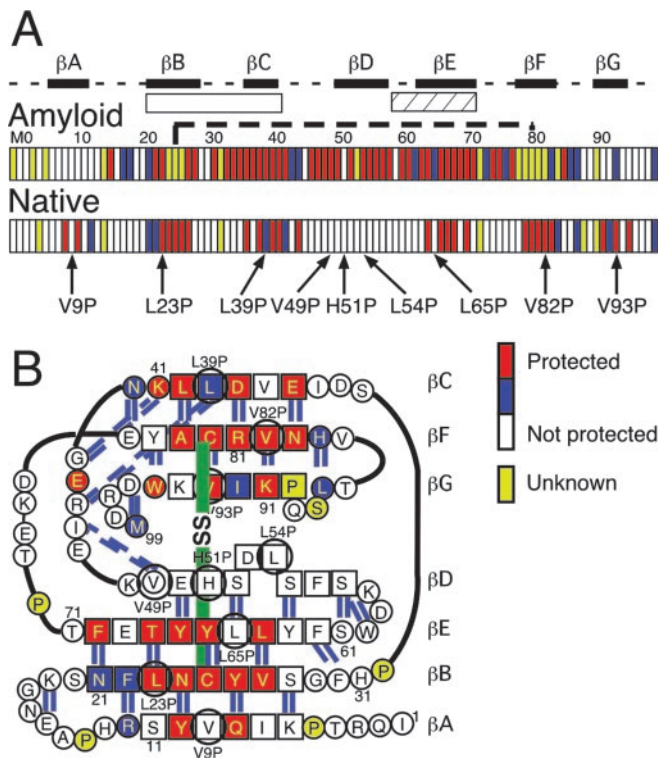 A
βA βB βC βD βE βF βG
Amyloid
M0 10 20 30 40 50 60 70 80 90
Native
V9P L23P L39P V49P H51P L54P L65P V82P V93P
B
Protected
Not protected
Unknown
41 L39P
N K L L D V E I D S βC
V82P
E Y A C R V N H V βF
81
G
E
R
I
E
D W K V I K P L T βG
R
D
M
99
V93P 91 Q S
SS
L54P
H51P D L
K V E H S S F S K βD
D
W
V49P
D
K
E
T
P
71
T F E T Y Y L L Y F S βE
L65P 61
G K S N F L N C Y V S G F H P βB
21 L23P 31
N
E A P H R S Y V Q I K P T R Q I 1 βA
11 V9P